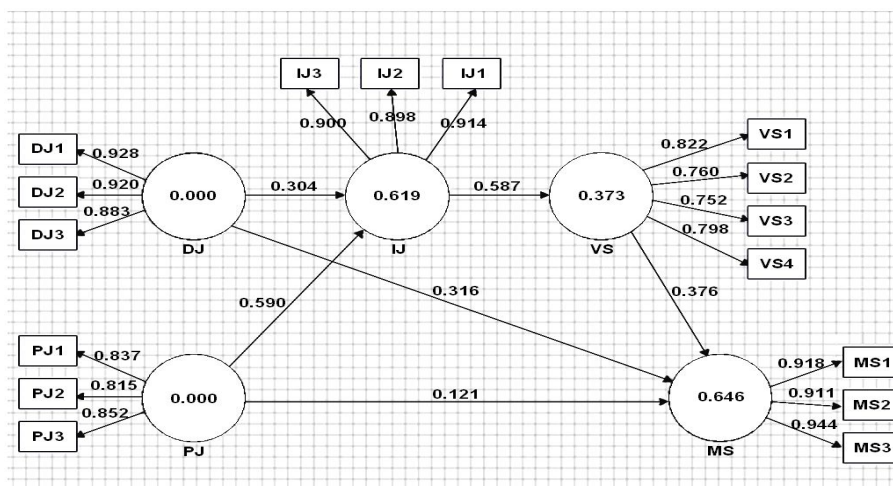 IJ3 IJ2 IJ1
0.900 0.898 0.914
DJ1 0.928
DJ2 0.920
DJ3 0.883
0.000
DJ
0.304
0.619
IJ
0.587
0.373
VS
0.822 VS1
0.760 VS2
0.752 VS3
0.798 VS4
0.590
0.316
0.376
PJ1 0.837
PJ2 0.815
PJ3 0.852
0.000
PJ
0.121
0.646
MS
0.918 MS1
0.911 MS2
0.944 MS3